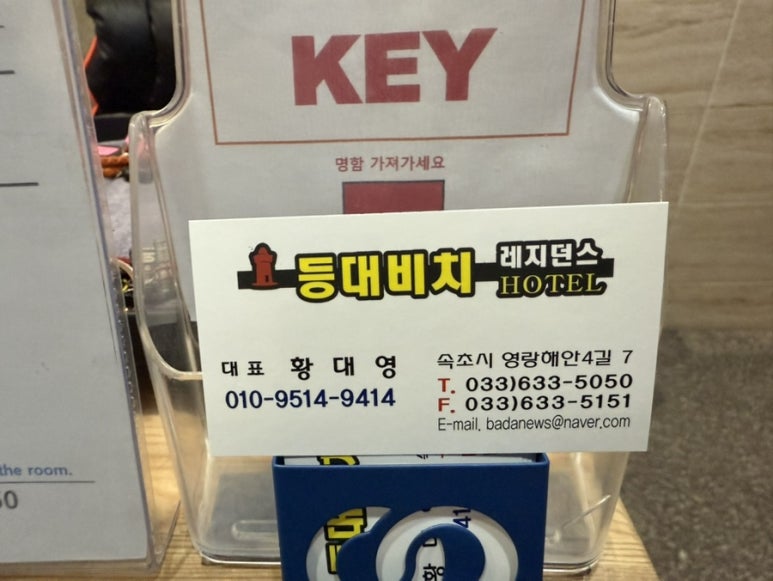 KEY
명함 가져가세요
등대비치 레지던스
HOTEL
대표 황대영
010-9514-9414
속초시 영랑해안4길 7
T. 033)633-5050
F. 033)633-5151
E-mail. badanews@naver.com
the room.